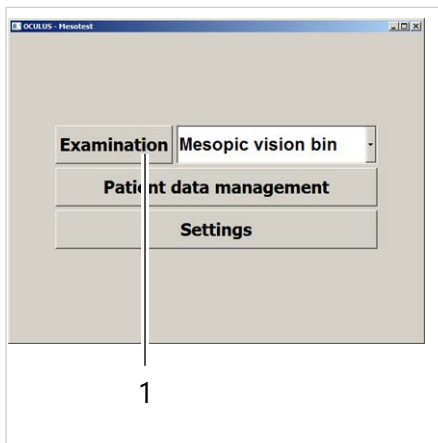 OCULUS - Mesotest
Examination Mesopic vision bin
Patient data management
Settings
1